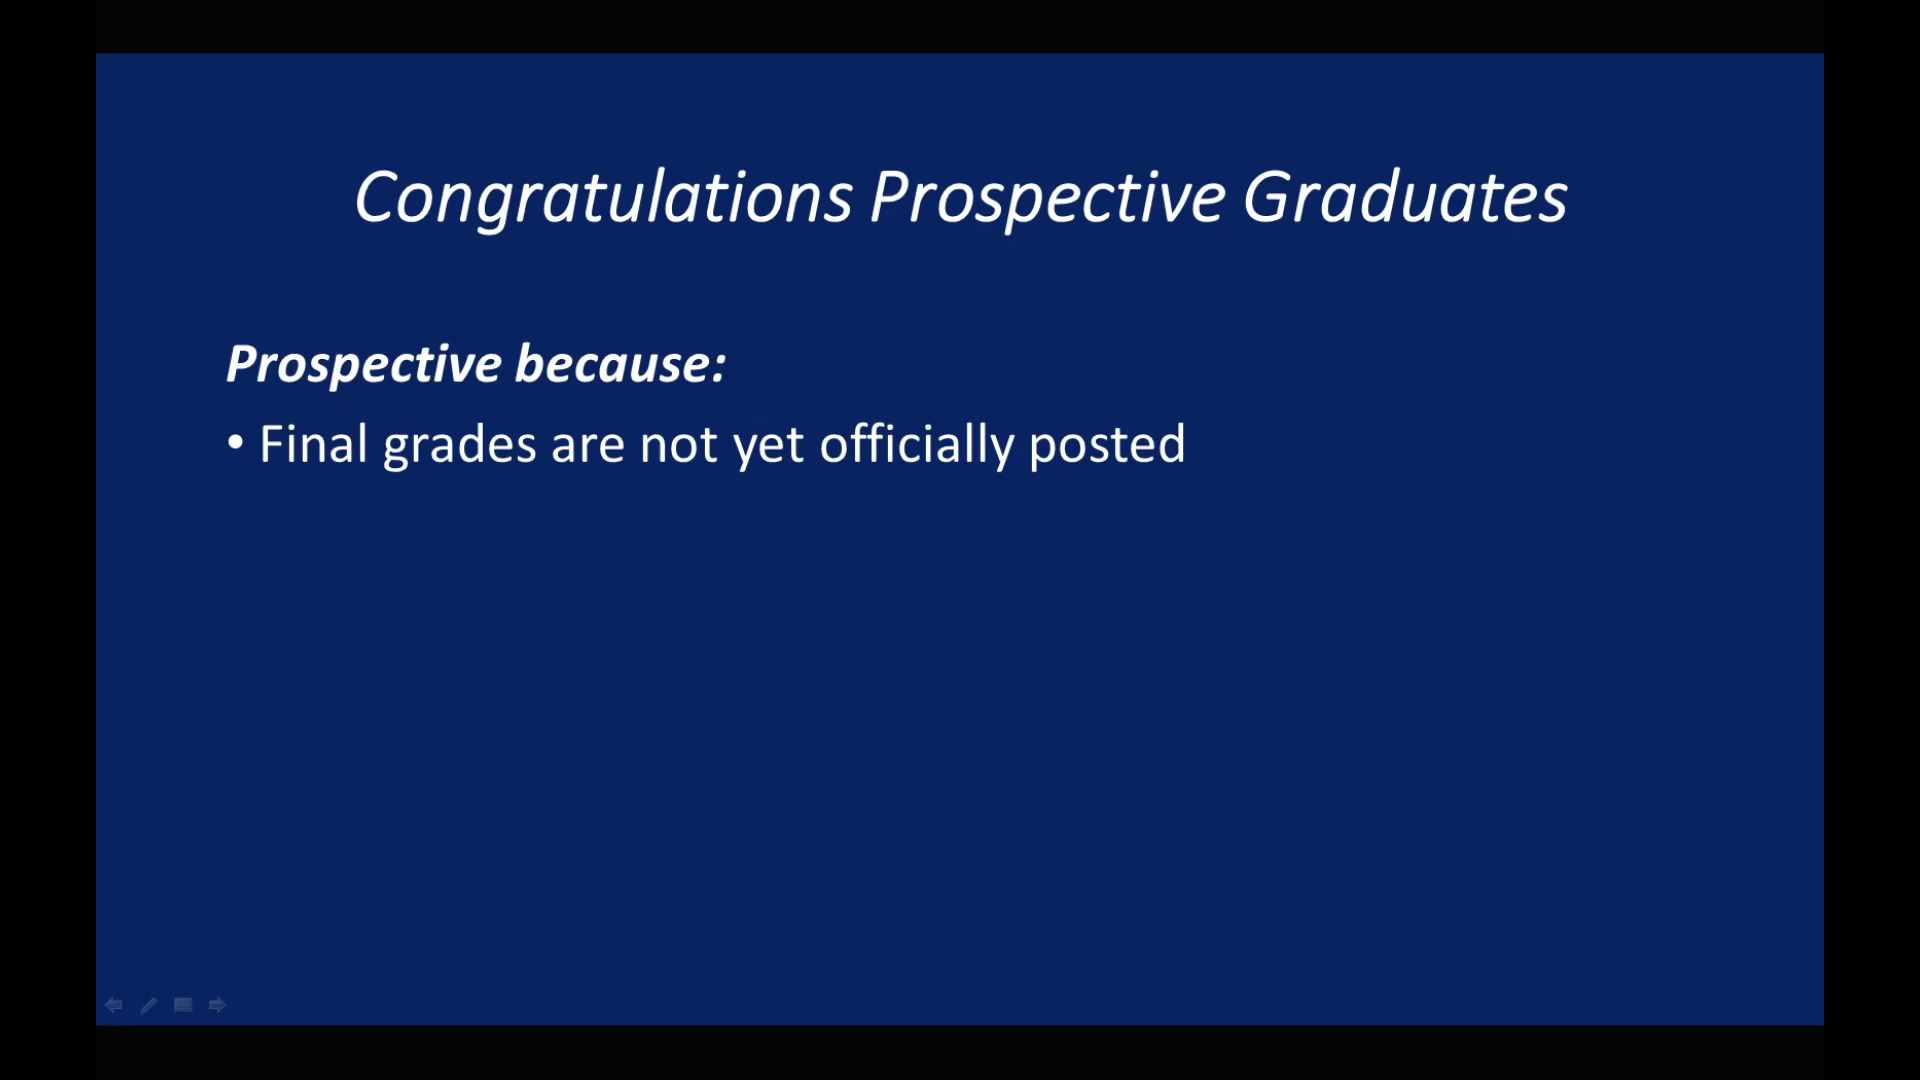 Congratulations Prospective Graduates
Prospective because:
• Final grades are not yet officially posted